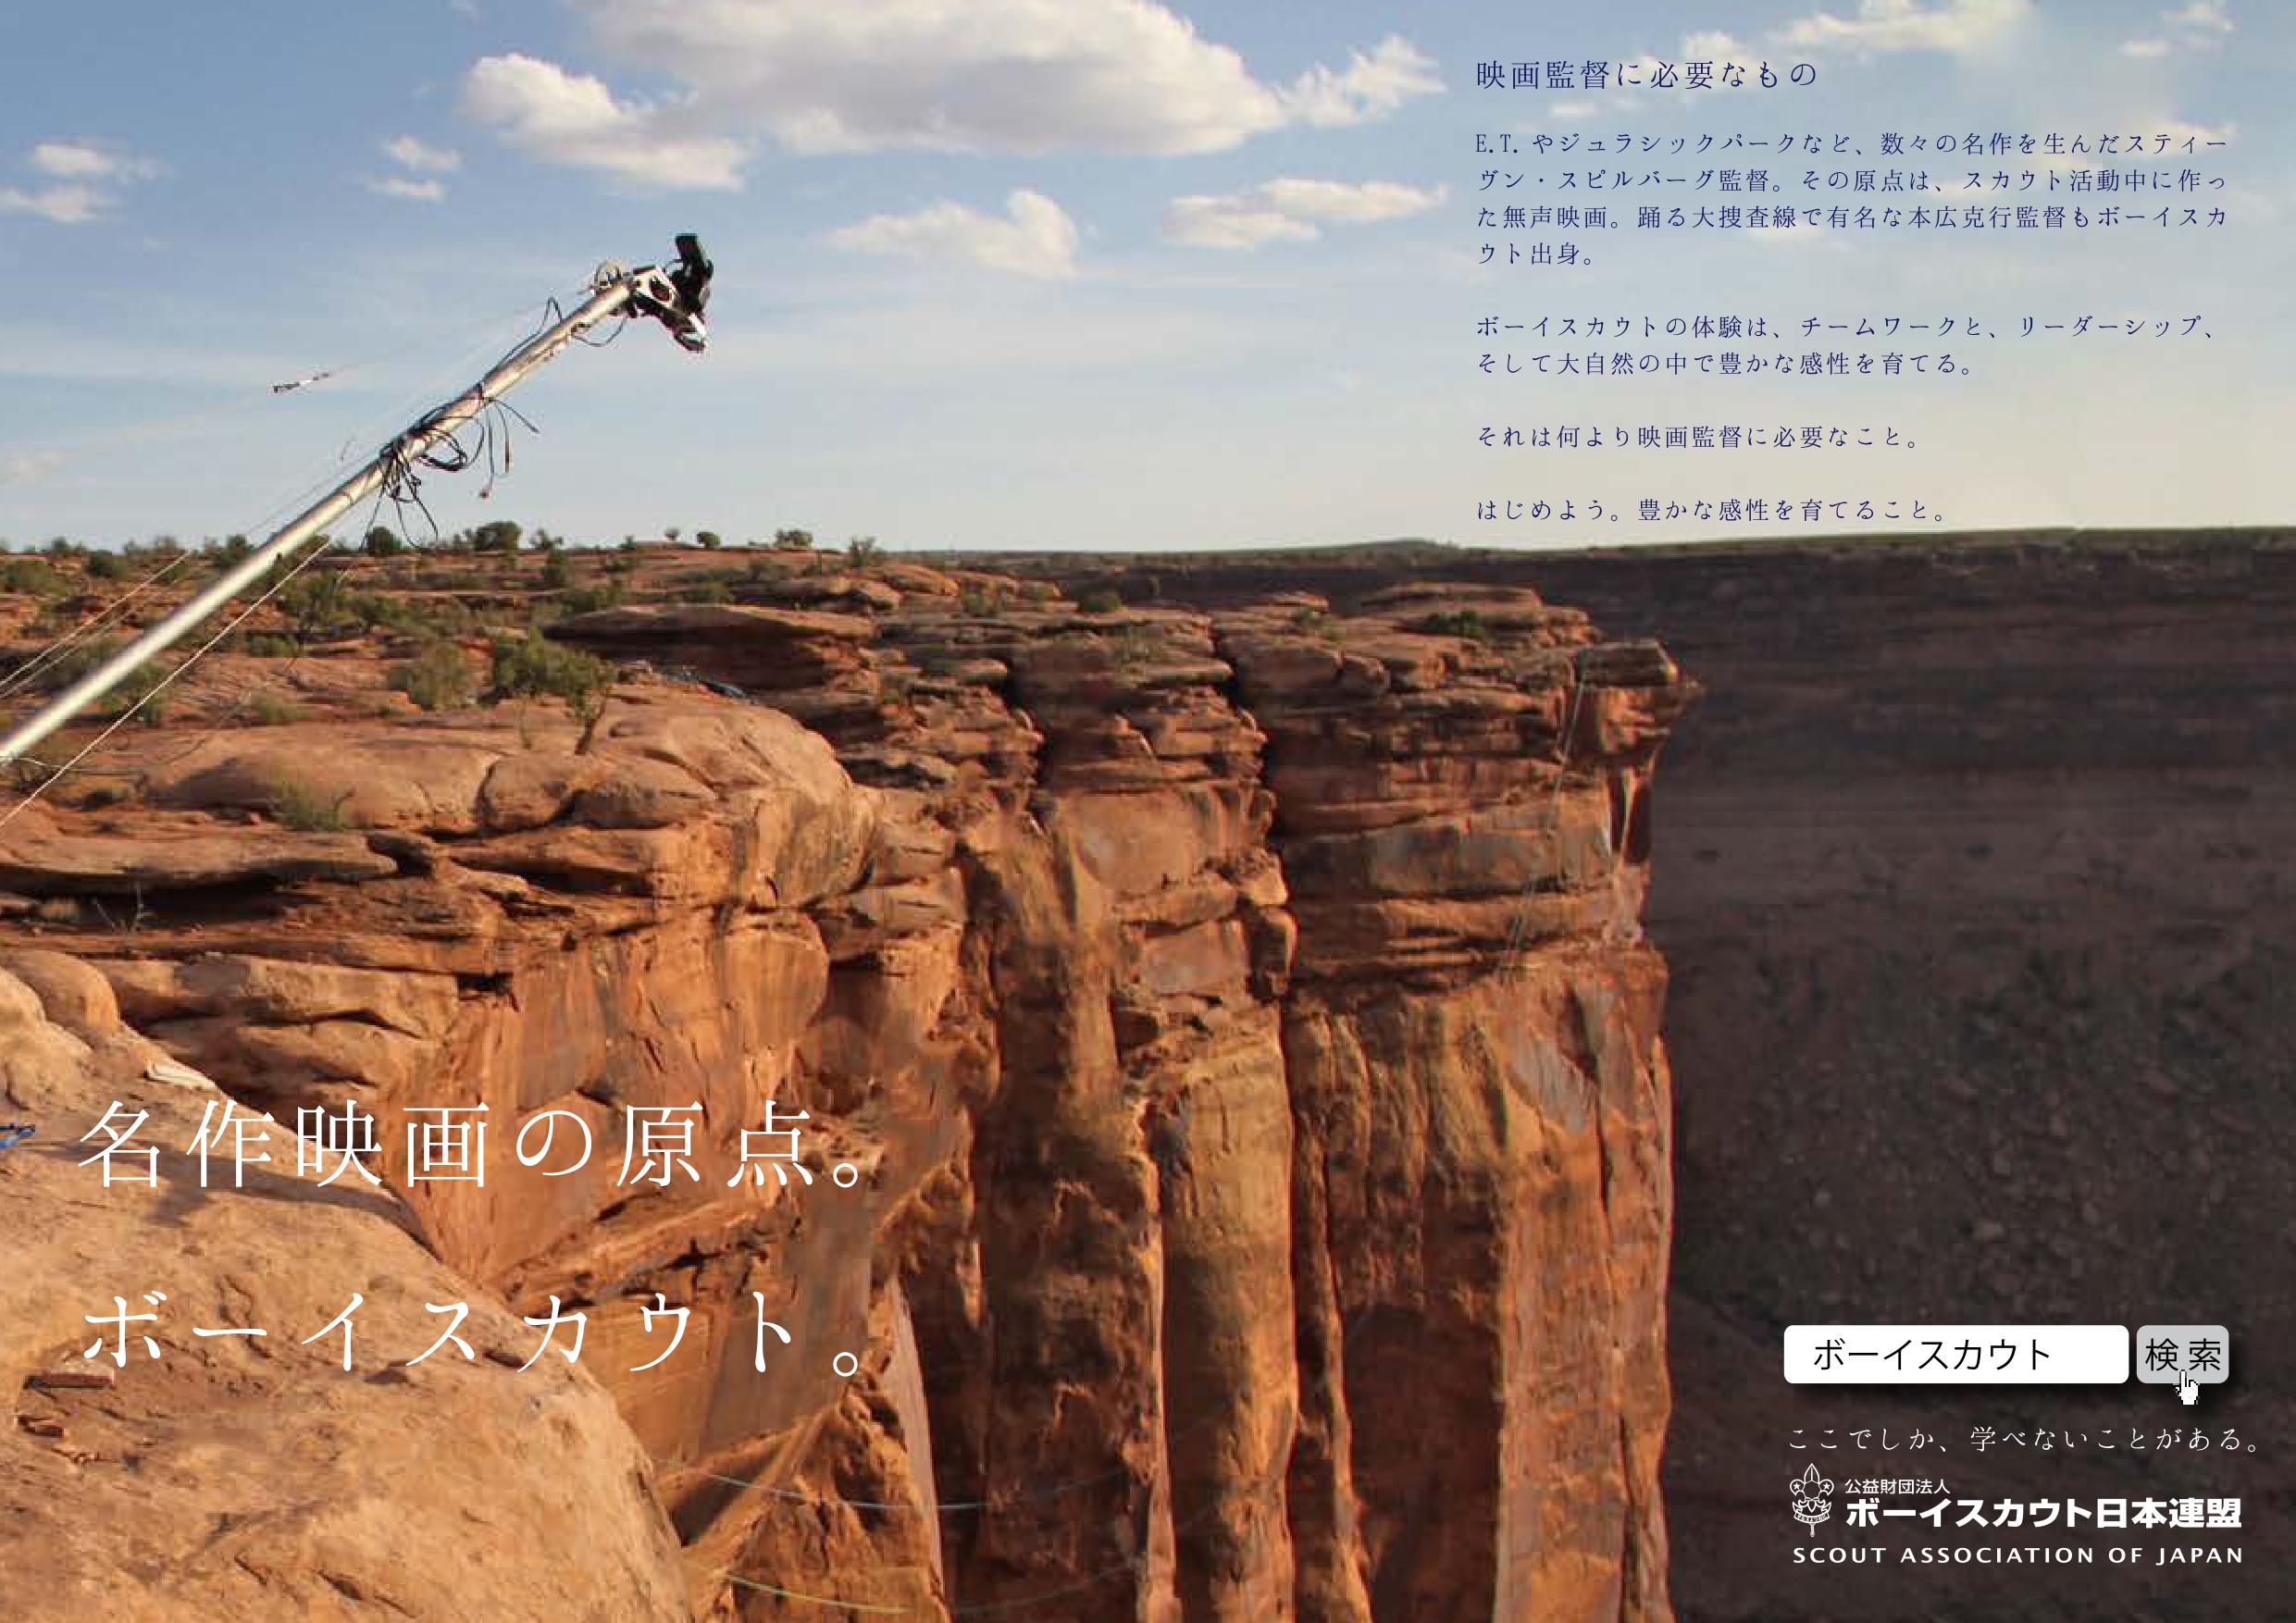 映画監督に必要なもの
E.T. やジュラシックパークなど、数々の名作を生んだスティー
ヴン・スピルバーグ監督。その原点は、スカウト活動中に作っ
た無声映画。踊る大捜査線で有名な本広克行監督もボーイスカ
ウト出身。
ボーイスカウトの体験は、チームワークと、リーダーシップ、
そして大自然の中で豊かな感性を育てる。
それは何より映画監督に必要なこと。
はじめよう。豊かな感性を育てること。
名作映画の原点。
ボーイスカウト。
ボーイスカウト 検索
ここでしか、学べないことがある。
公益財団法人
ボーイスカウト日本連盟
SCOUT ASSOCIATION OF JAPAN